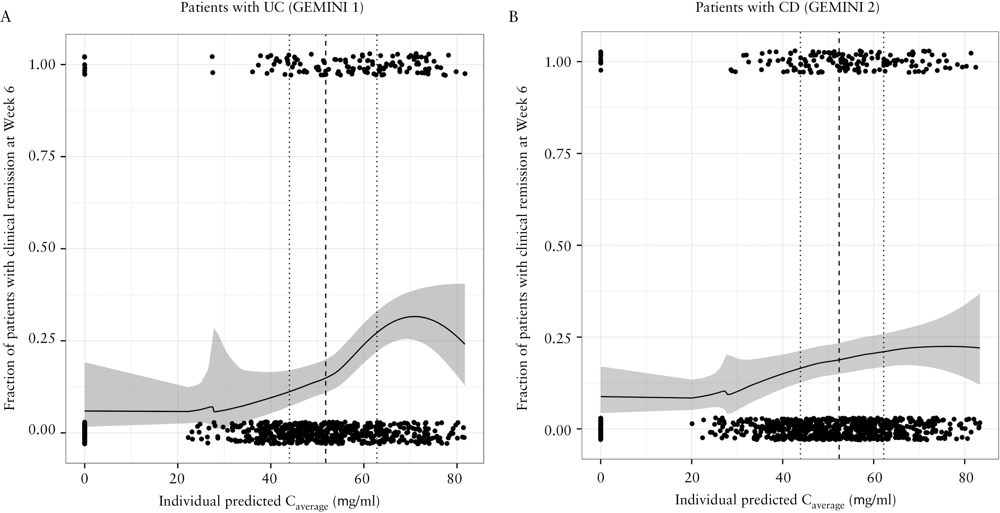 Patients with UC (GEMINI 1)
A
Fraction of patients with clinical remission at Week 6
1.00
0.75
0.50
0.25
0.00
0 20 40 60 80
Individual predicted Caverage (mg/ml)
Patients with CD (GEMINI 2)
B
Fraction of patients with clinical remission at Week 6
1.00
0.75
0.50
0.25
0.00
0 20 40 60 80
Individual predicted Caverage (mg/ml)